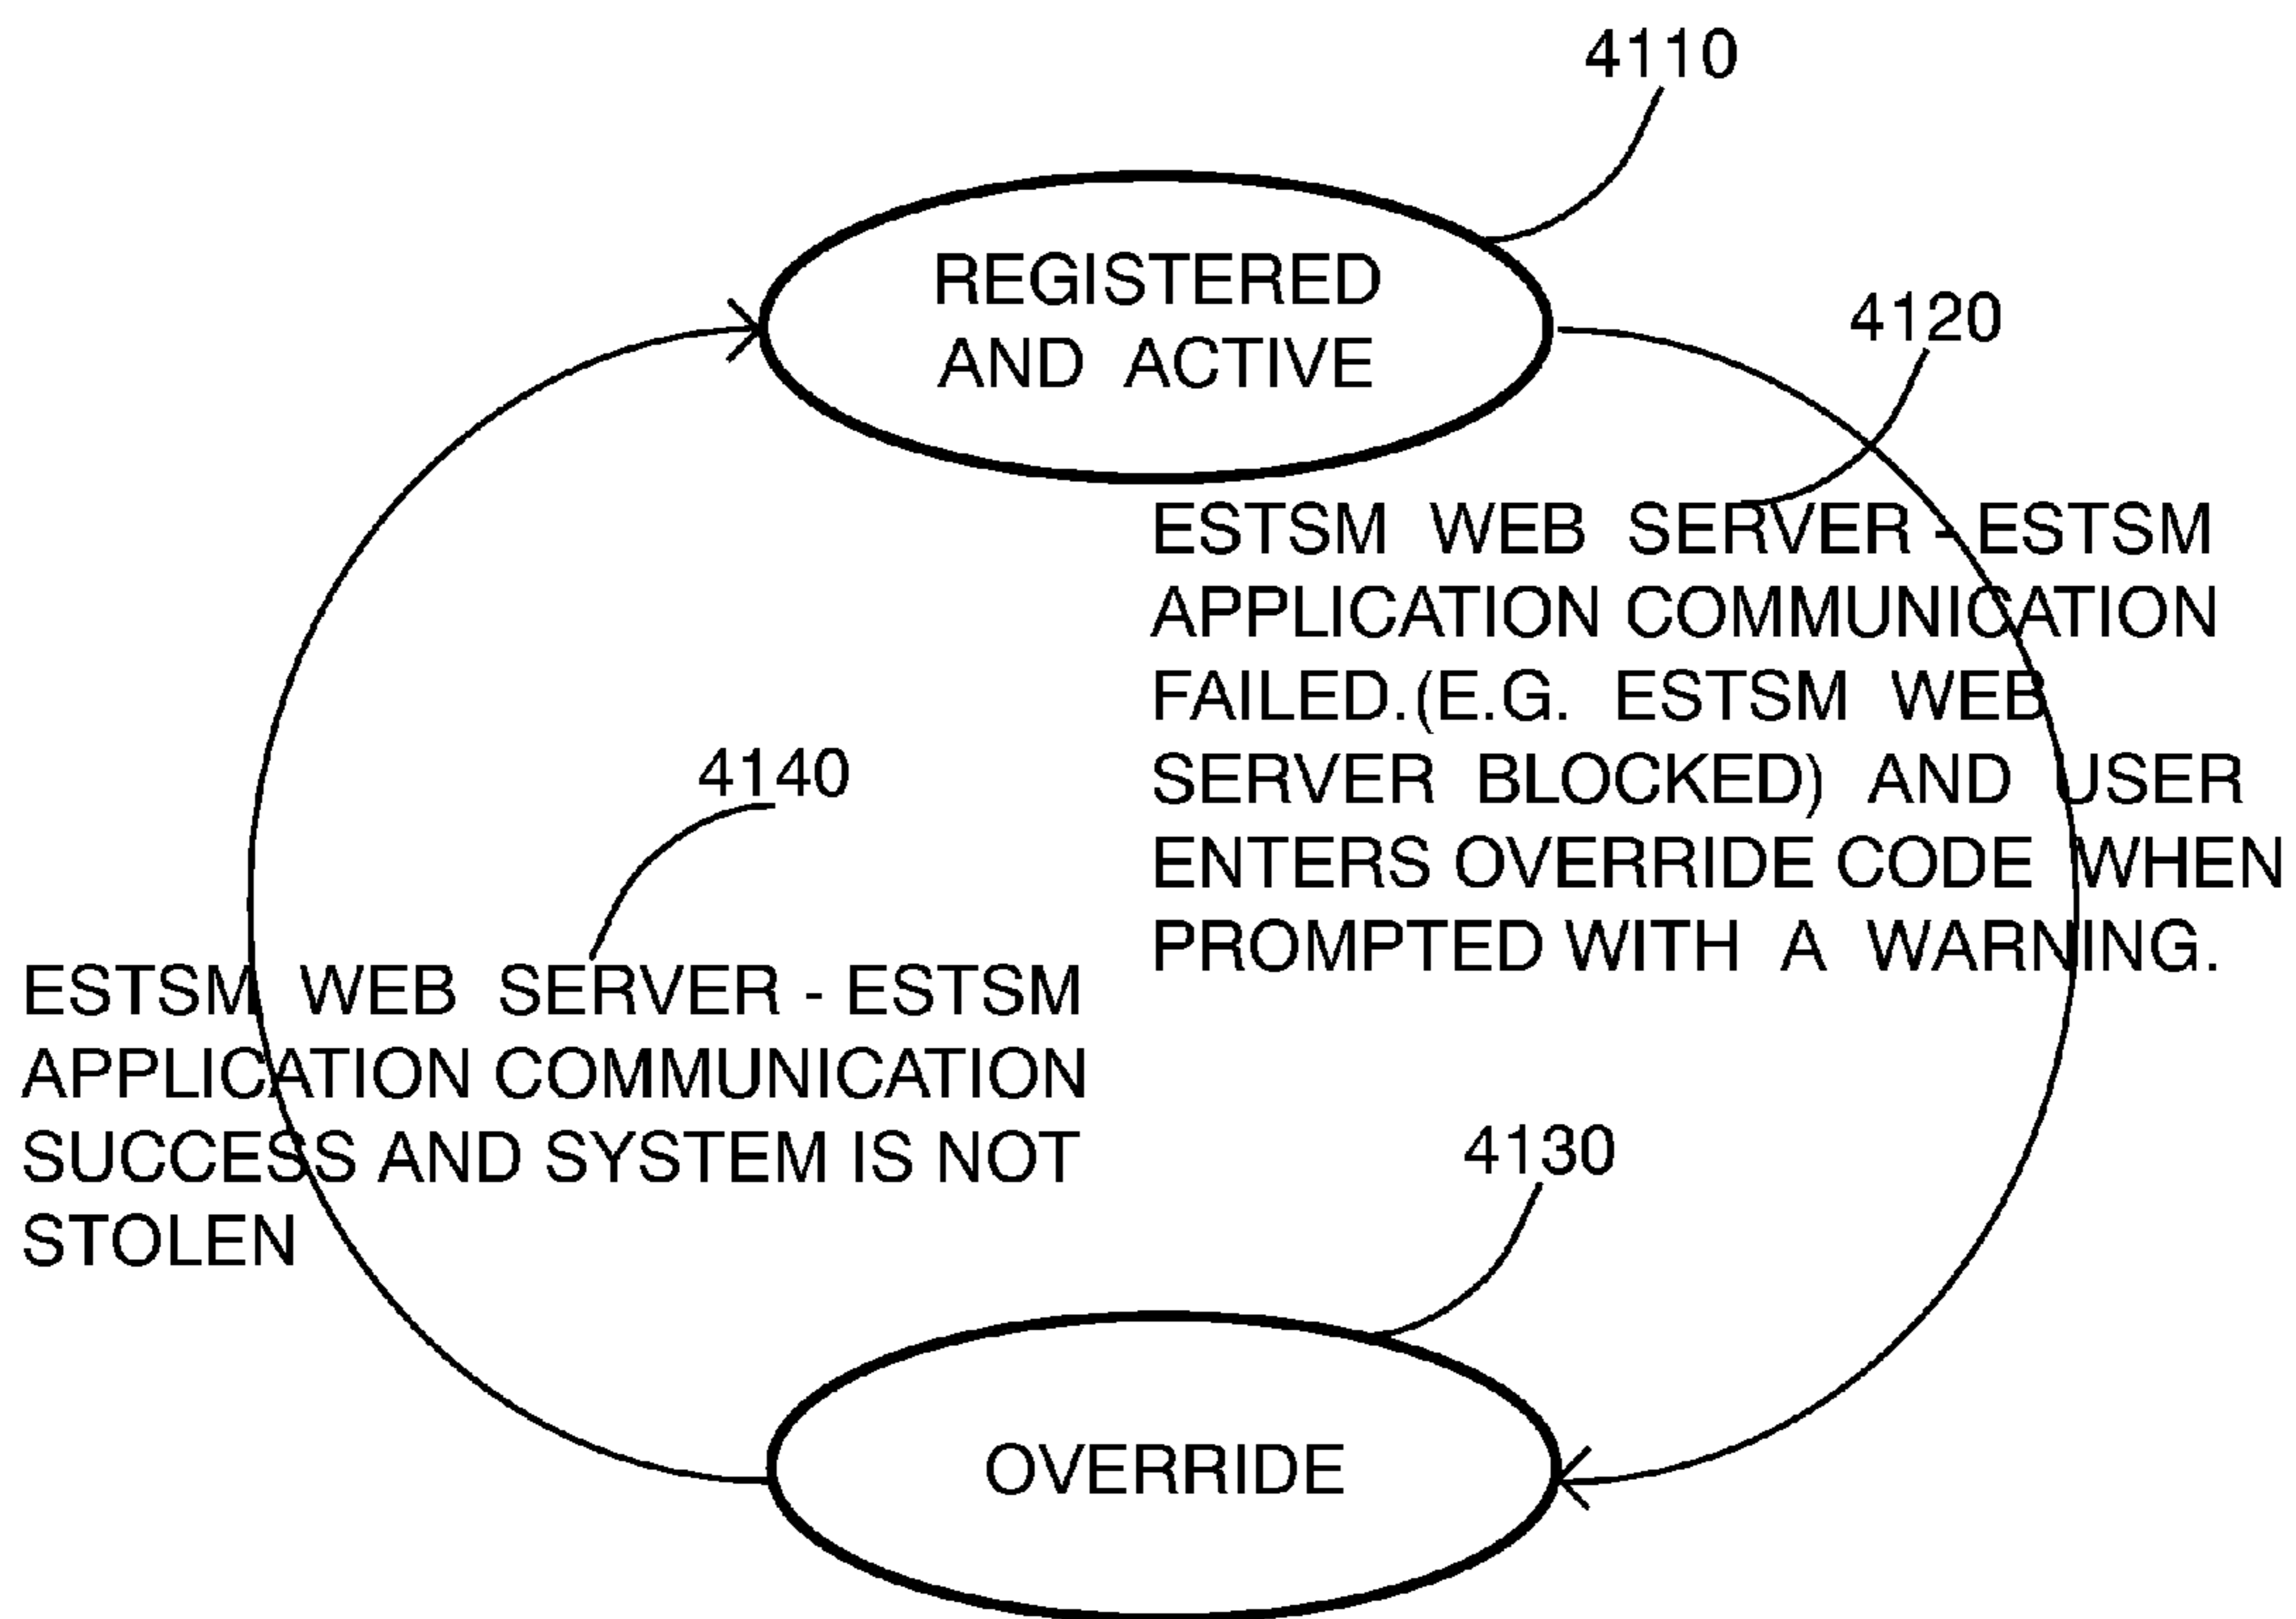 4110
REGISTERED
AND ACTIVE
4120
ESTSM WEB SERVER - ESTSM
APPLICATION COMMUNICATION
FAILED.(E.G. ESTSM WEB
SERVER BLOCKED) AND USER
ENTERS OVERRIDE CODE WHEN
PROMPTED WITH A WARNING.
4140
ESTSM WEB SERVER - ESTSM
APPLICATION COMMUNICATION
SUCCESS AND SYSTEM IS NOT
STOLEN
4130
OVERRIDE